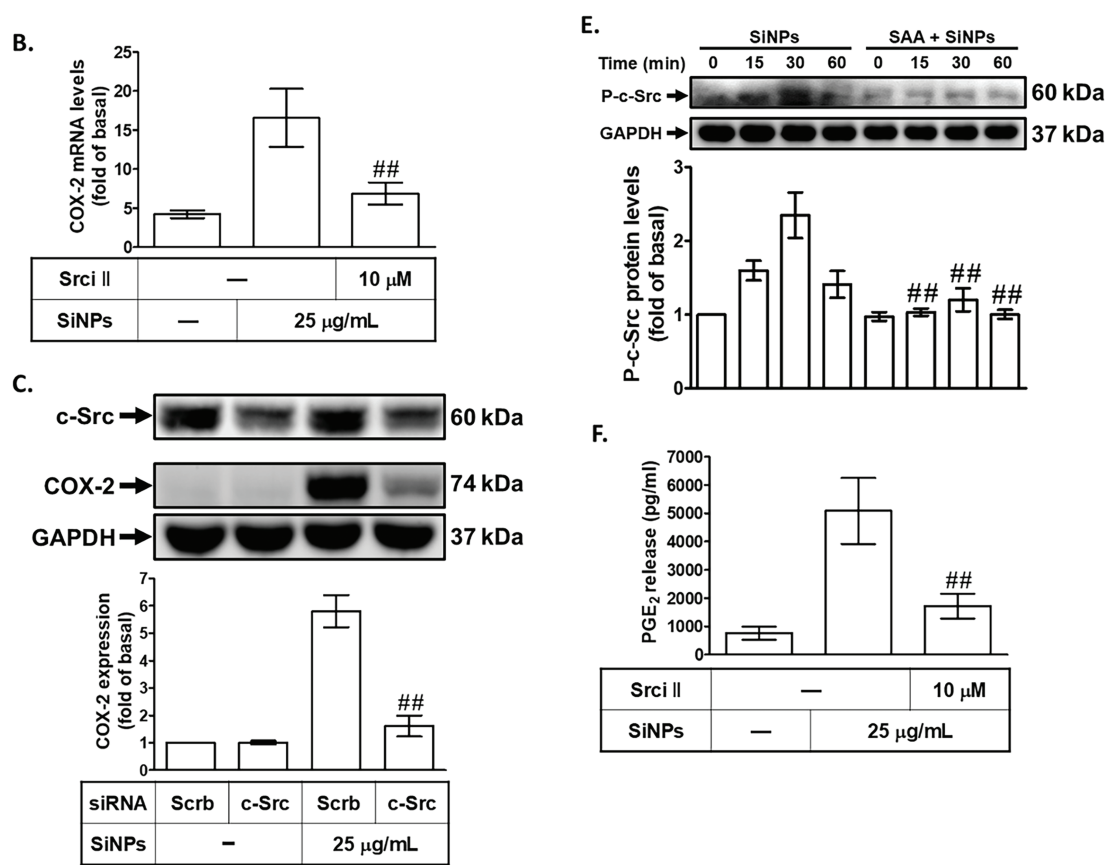 B.
COX-2 mRNA levels
(fold of basal)
25
20
15
10
5
0
##
Srci II — 10 µM
SiNPs — 25 µg/mL
C.
c-Src 60 kDa
COX-2 74 kDa
GAPDH 37 kDa
COX-2 expression
(fold of basal)
7
6
5
4
3
2
1
0
##
siRNA Scrb c-Src Scrb c-Src
SiNPs - 25 µg/mL
E.
SiNPs SAA + SiNPs
Time (min) 0 15 30 60 0 15 30 60
P-c-Src 60 kDa
GAPDH 37 kDa
P-c-Src protein levels
(fold of basal)
3
2
1
0
## ## ##
F.
PGE2 release (pg/ml)
7000
6000
5000
4000
3000
2000
1000
0
##
Srci II — 10 µM
SiNPs — 25 µg/mL